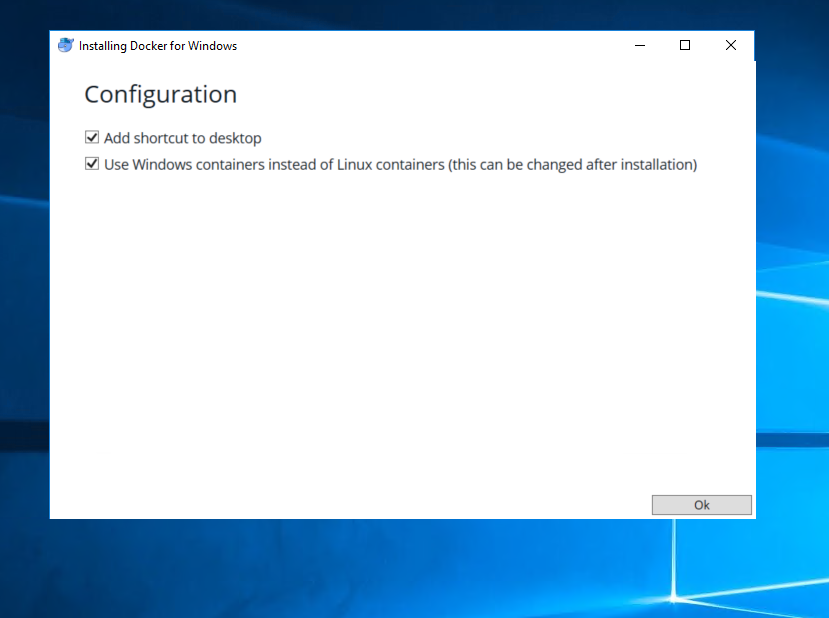 Installing Docker for Windows
Configuration
Add shortcut to desktop
Use Windows containers instead of Linux containers (this can be changed after installation)
Ok